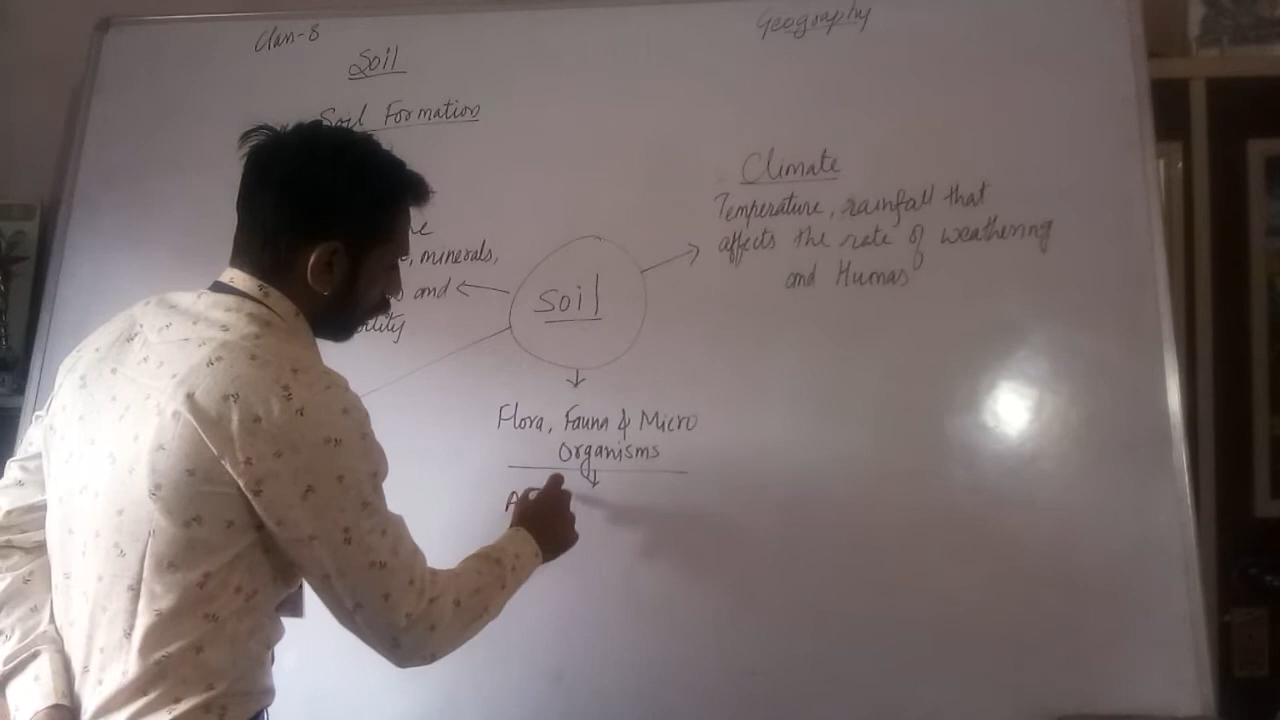 Class-8
Geography
Soil
Soil Formation
minerals,
and
Soil
Climate
Temperature, rainfall that
affects the rate of weathering
and Humas
Flora, Fauna & Micro
Organisms